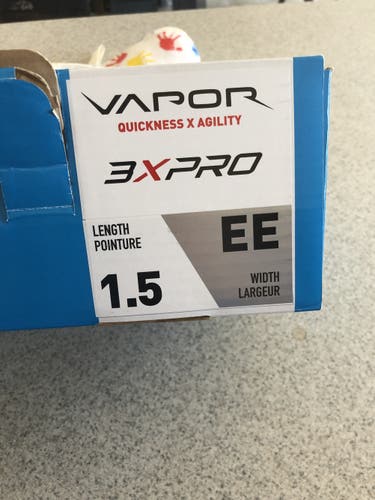 VAPOR
QUICKNESS X AGILITY
3XPRO
LENGTH
POINTURE
1.5
EE
WIDTH
LARGEUR